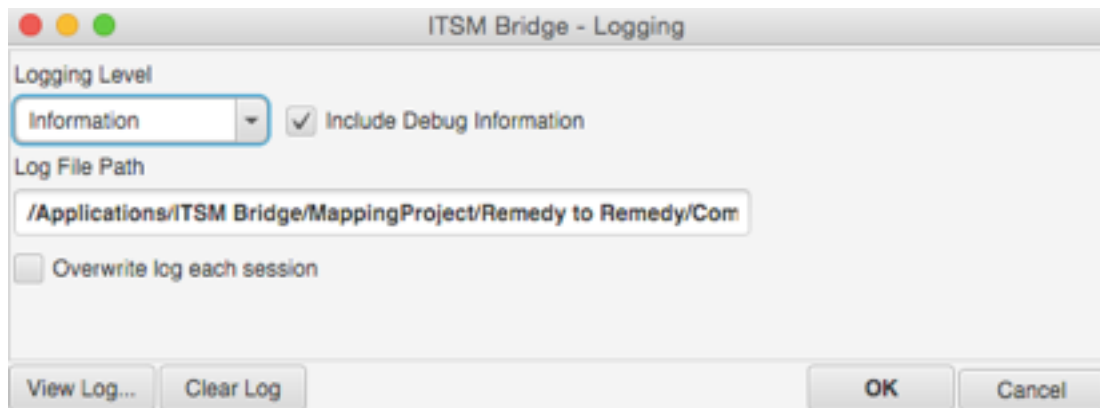 ITSM Bridge - Logging
Logging Level
Information Include Debug Information
Log File Path
/Applications/ITSM Bridge/MappingProject/Remedy to Remedy/Com
Overwrite log each session
View Log... Clear Log OK Cancel